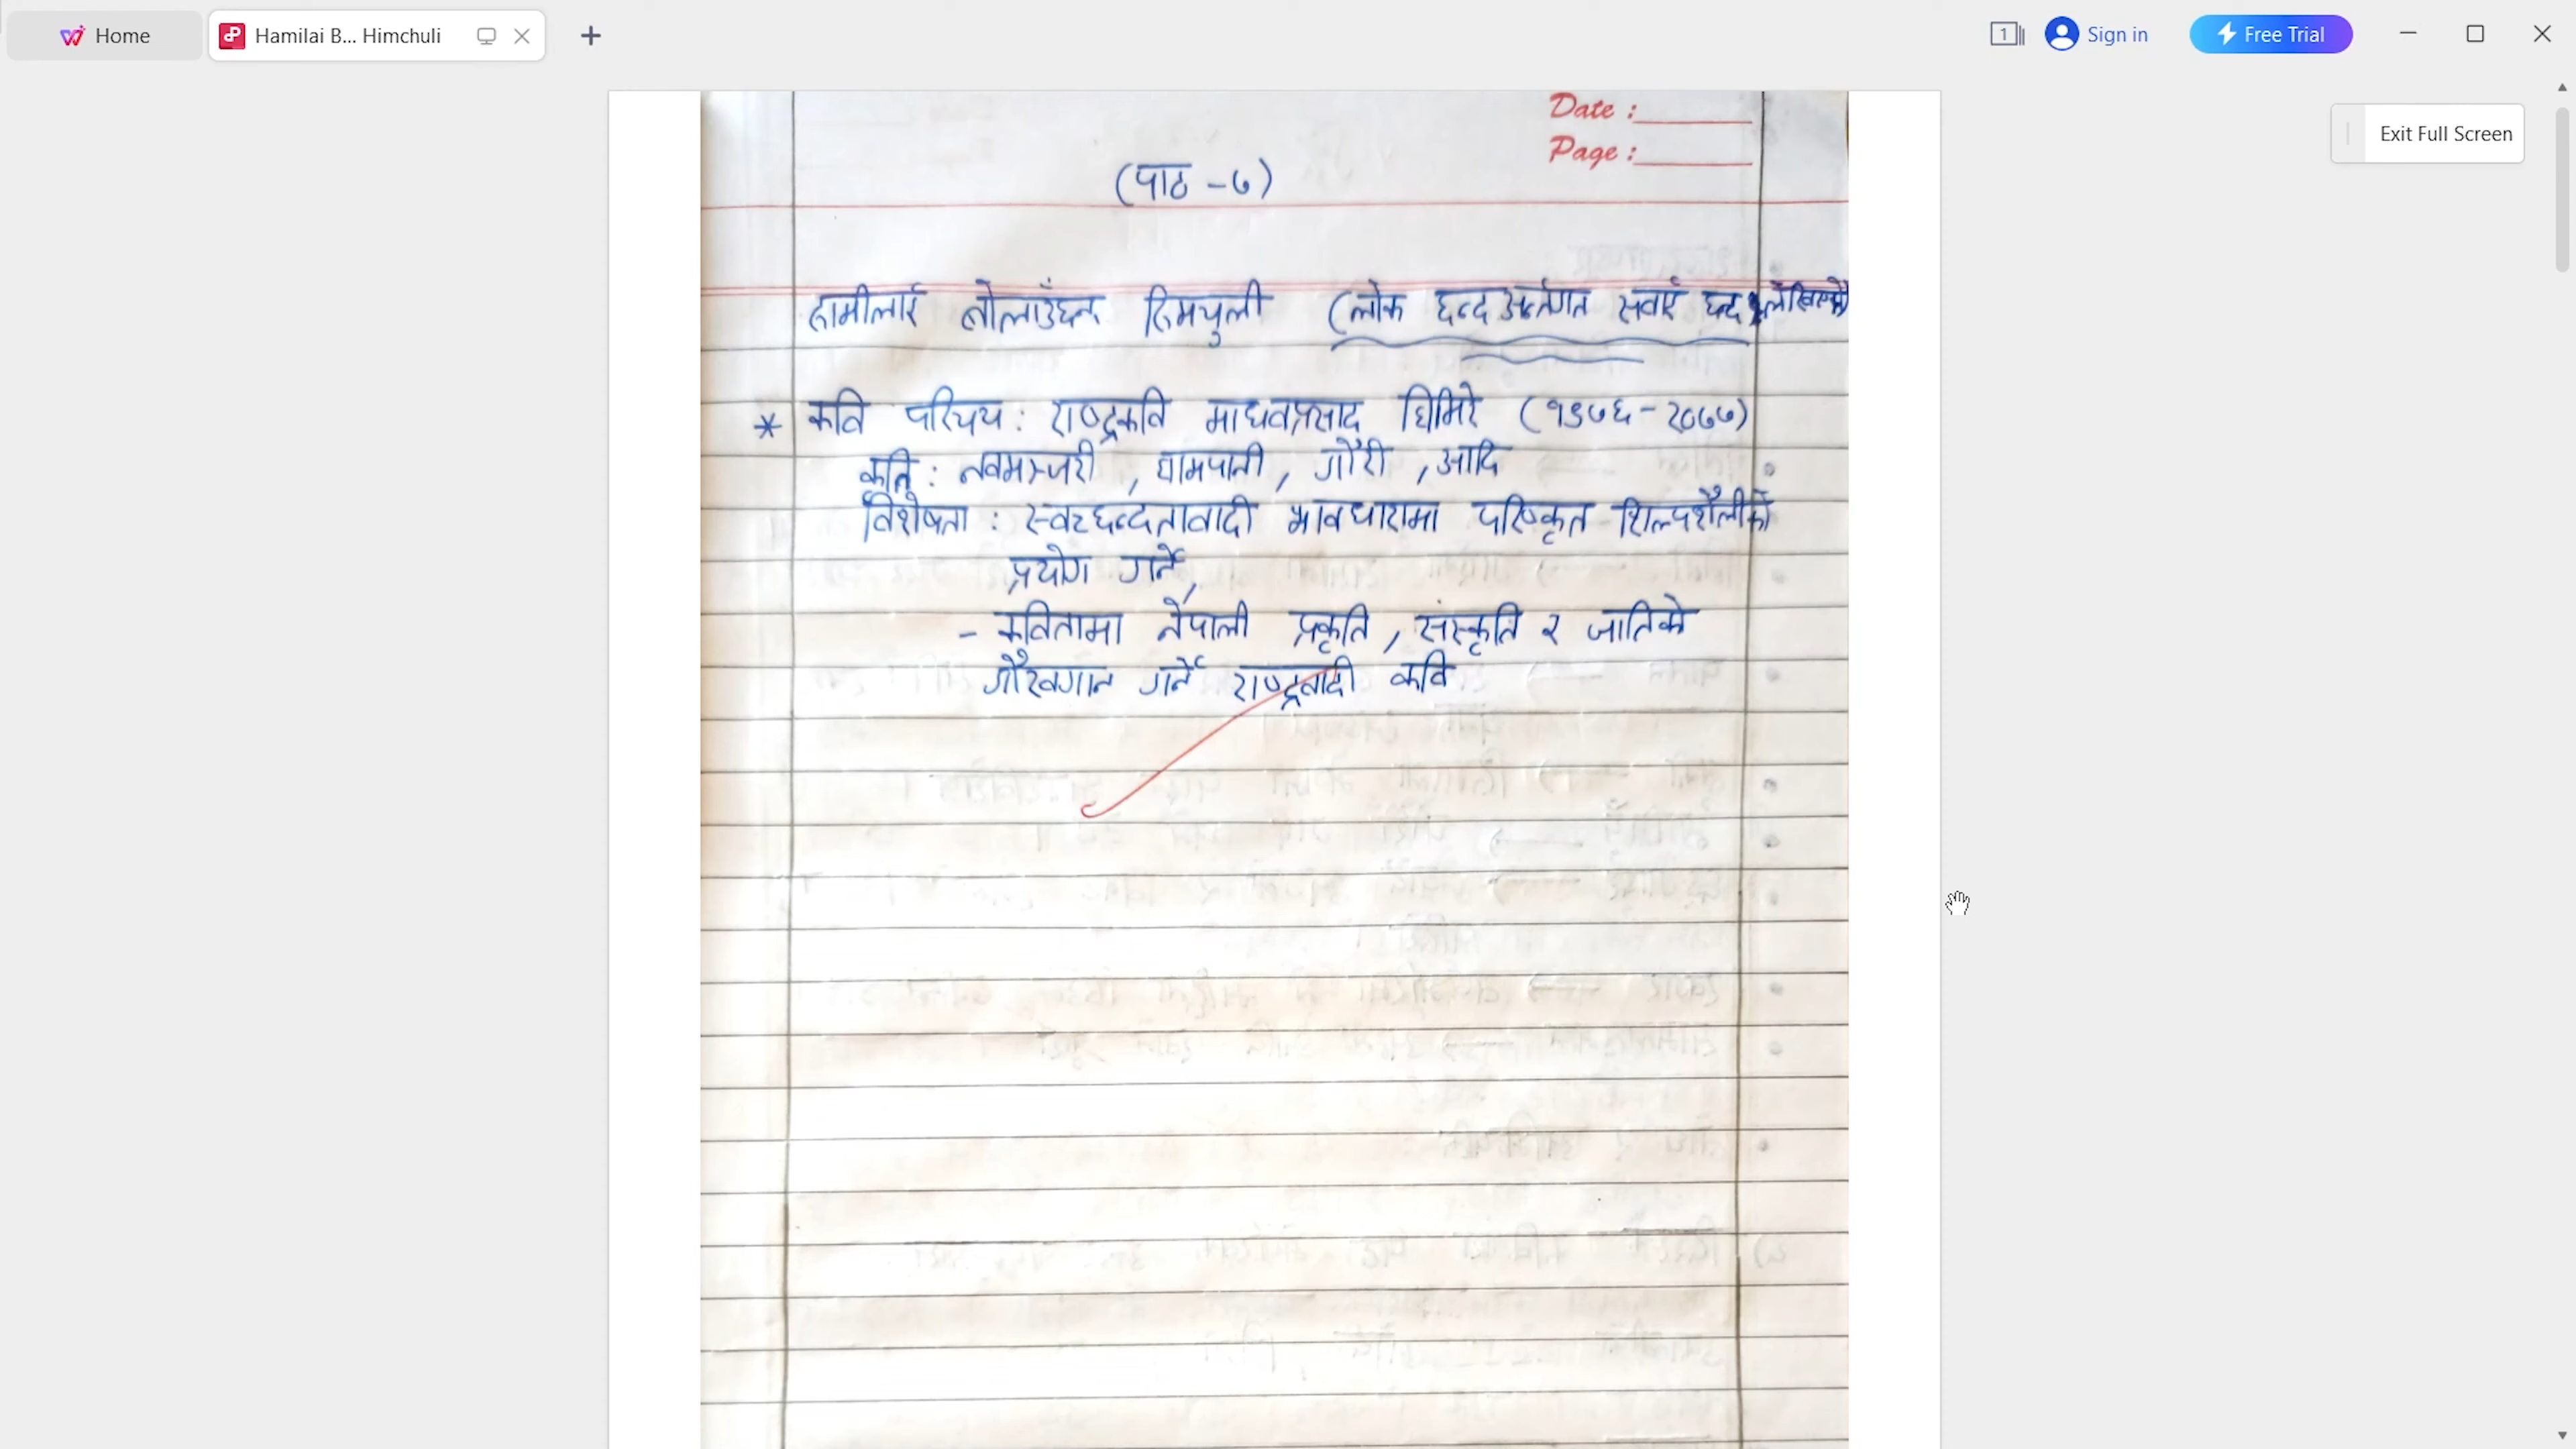 Home
Hamilai B... Himchuli
1
Sign in
Free Trial
Exit Full Screen
Date :
Page :
(पाठ -७)
हामीलाई बोलाउँछन् हिमचुली (लोक छन्द अन्तर्गत सवाई छन्द लेखिएको
* कवि परिचय : राष्ट्रकवि माधवप्रसाद घिमिरे (१९७६ - २०७७)
कृति : नवमञ्जरी , घामपानी , गौरी , आदि
विशेषता : स्वच्छन्दतावादी भावधारामा परिष्कृत शिल्पशैलीको
प्रयोग गर्ने,
- कवितामा नेपाली प्रकृति , संस्कृति र जातिको
गौरवगान गर्ने राष्ट्रवादी कवि